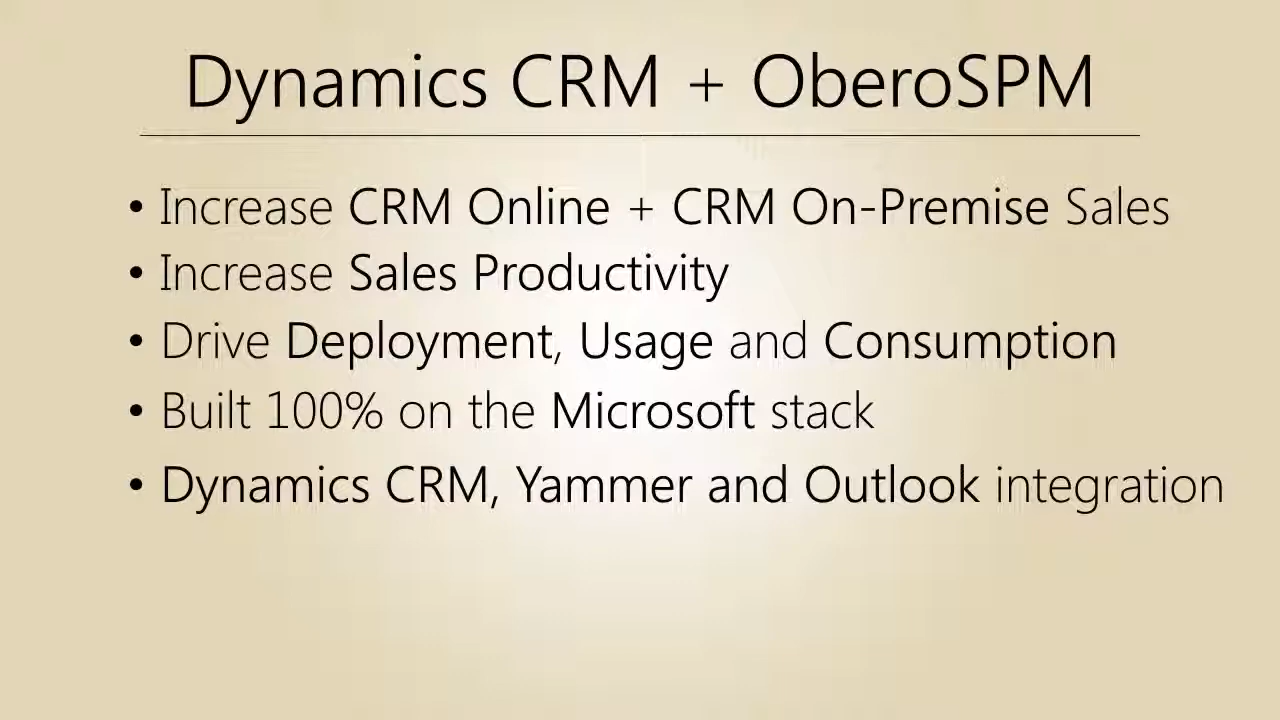 Dynamics CRM + OberoSPM
• Increase CRM Online + CRM On-Premise Sales
• Increase Sales Productivity
• Drive Deployment, Usage and Consumption
• Built 100% on the Microsoft stack
• Dynamics CRM, Yammer and Outlook integration